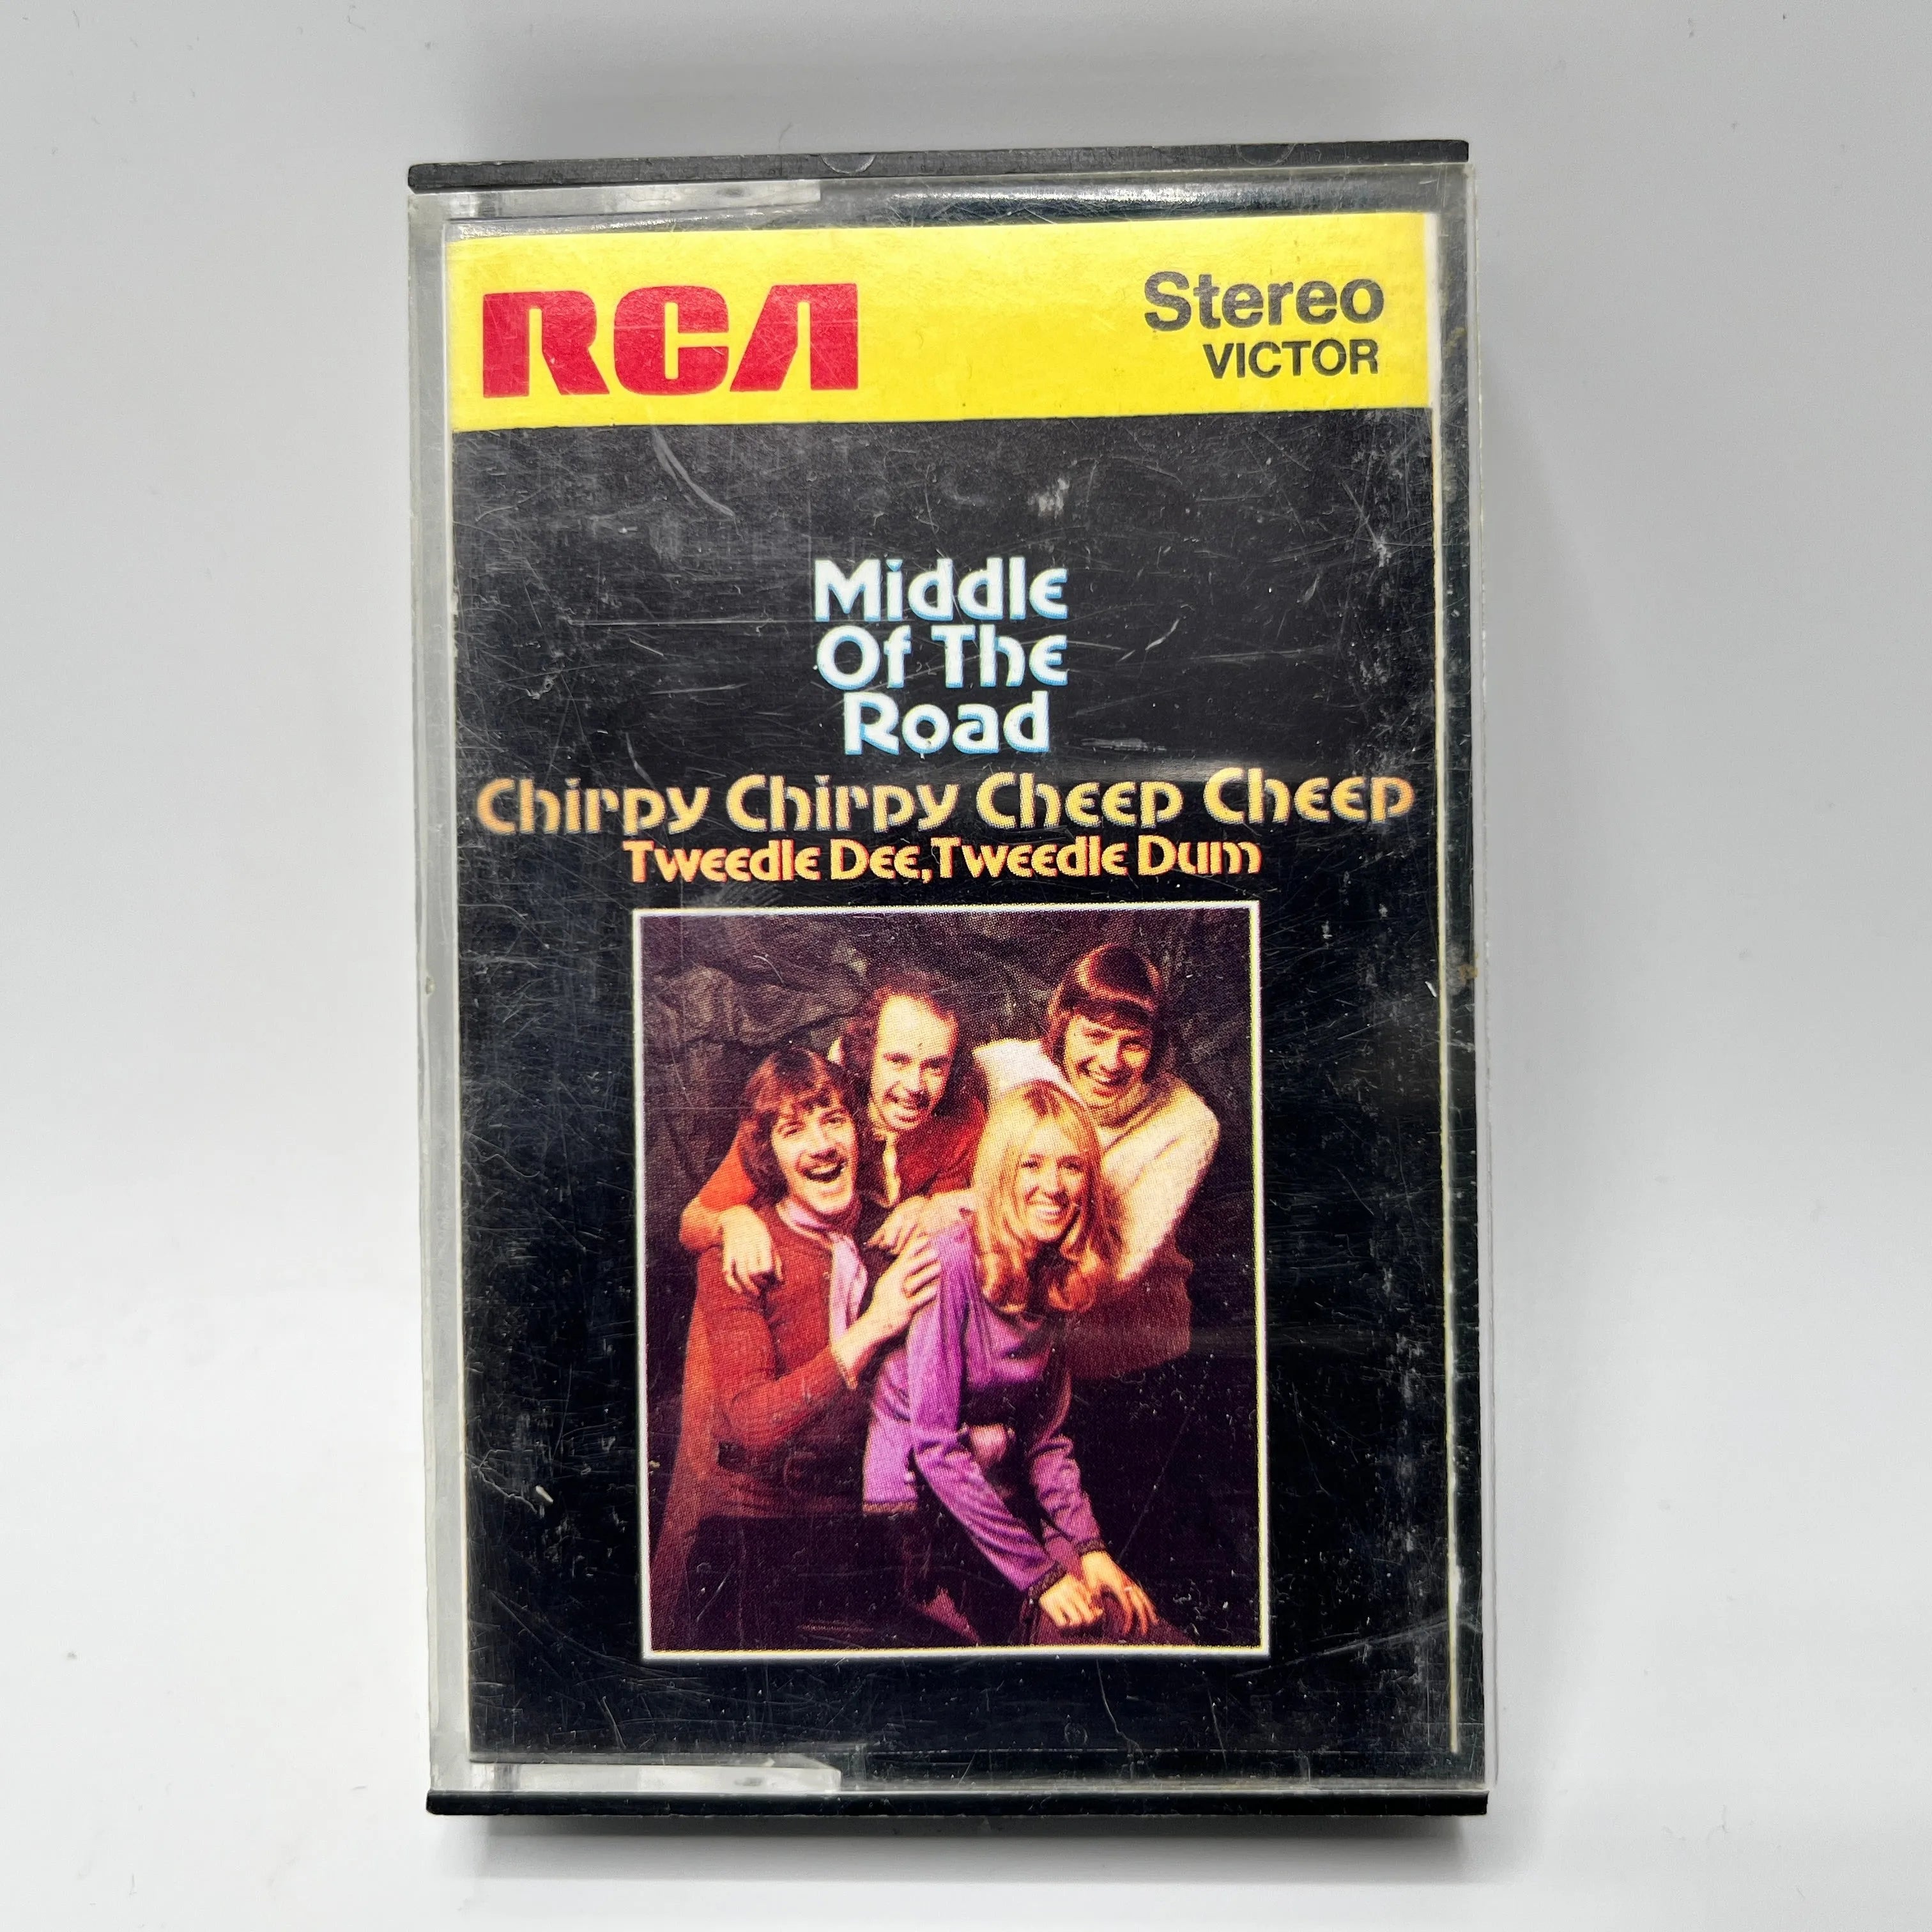 RCA
Stereo
VICTOR
Middle
Of The
Road
Chirpy Chirpy Cheep Cheep
Tweedle Dee, Tweedle Dum